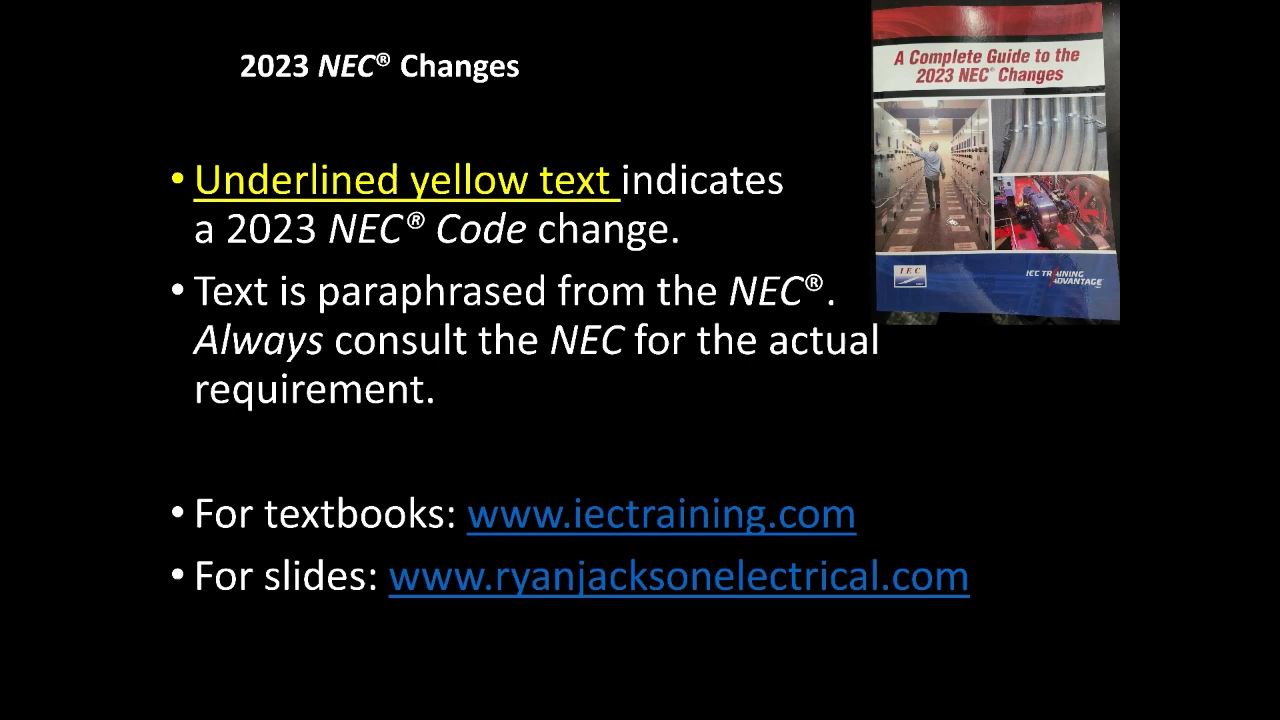 2023 NEC® Changes
A Complete Guide to the
2023 NEC® Changes
• Underlined yellow text indicates
a 2023 NEC® Code change.
• Text is paraphrased from the NEC®.
Always consult the NEC for the actual
requirement.
IEC
IEC TRAINING
ADVANTAGE
• For textbooks: www.iectraining.com
• For slides: www.ryanjacksonelectrical.com